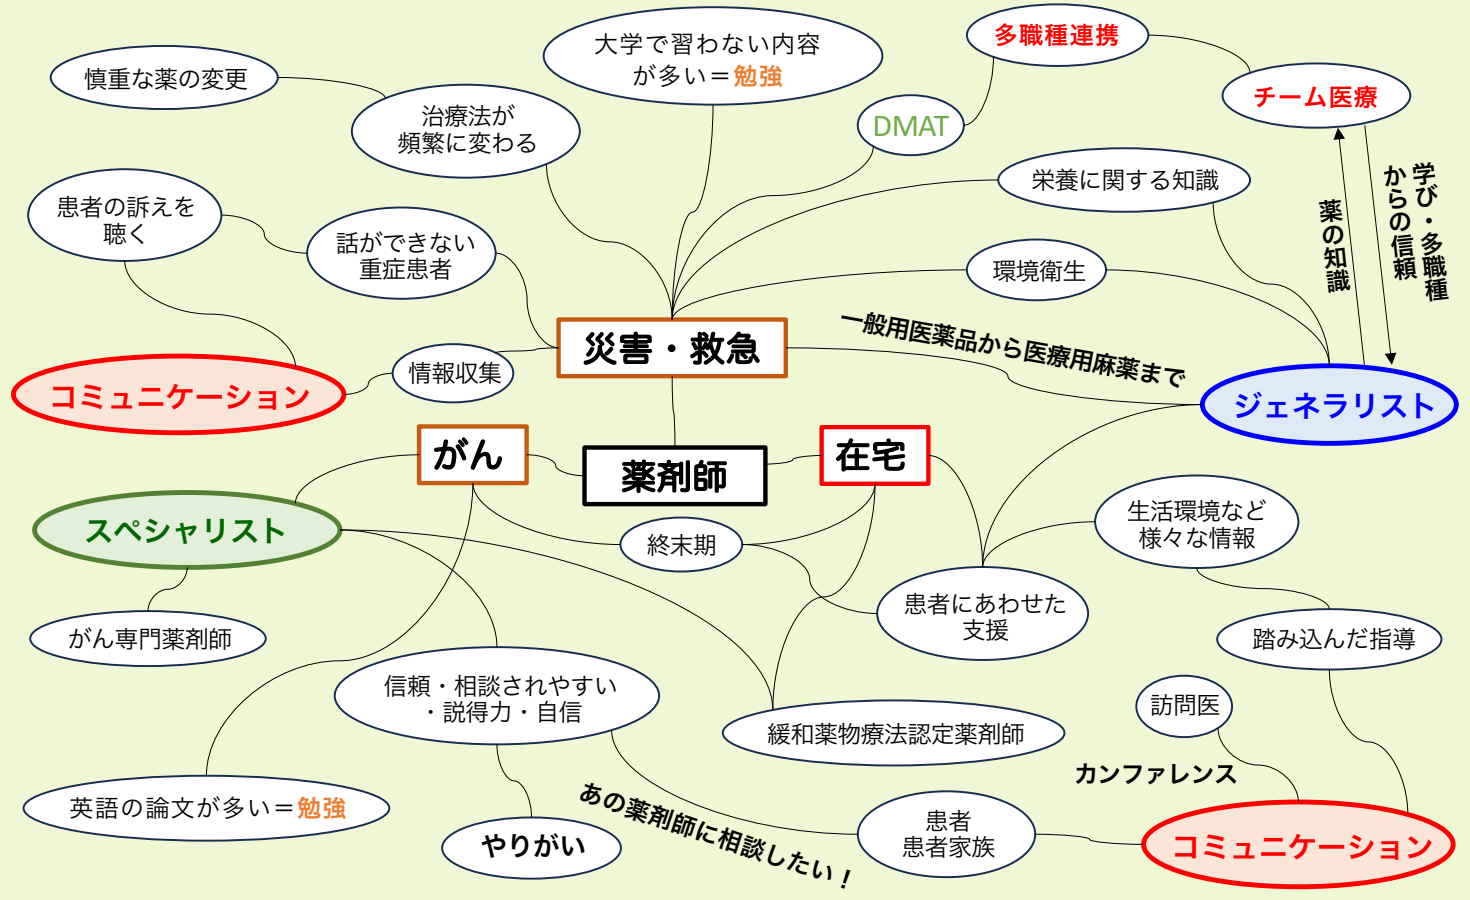 慎重な薬の変更
治療法が
頻繁に変わる
大学で習わない内容
が多い＝勉強
多職種連携
DMAT
チーム医療
患者の訴えを
聴く
話ができない
重症患者
栄養に関する知識
環境衛生
薬の知識
学び・多職種
からの信頼
災害・救急
一般用医薬品から医療用麻薬まで
情報収集
コミュニケーション
ジェネラリスト
がん
薬剤師
在宅
スペシャリスト
終末期
生活環境など
様々な情報
患者にあわせた
支援
がん専門薬剤師
踏み込んだ指導
信頼・相談されやすい
・説得力・自信
緩和薬物療法認定薬剤師
訪問医
カンファレンス
英語の論文が多い＝勉強
やりがい
あの薬剤師に相談したい！
患者
患者家族
コミュニケーション